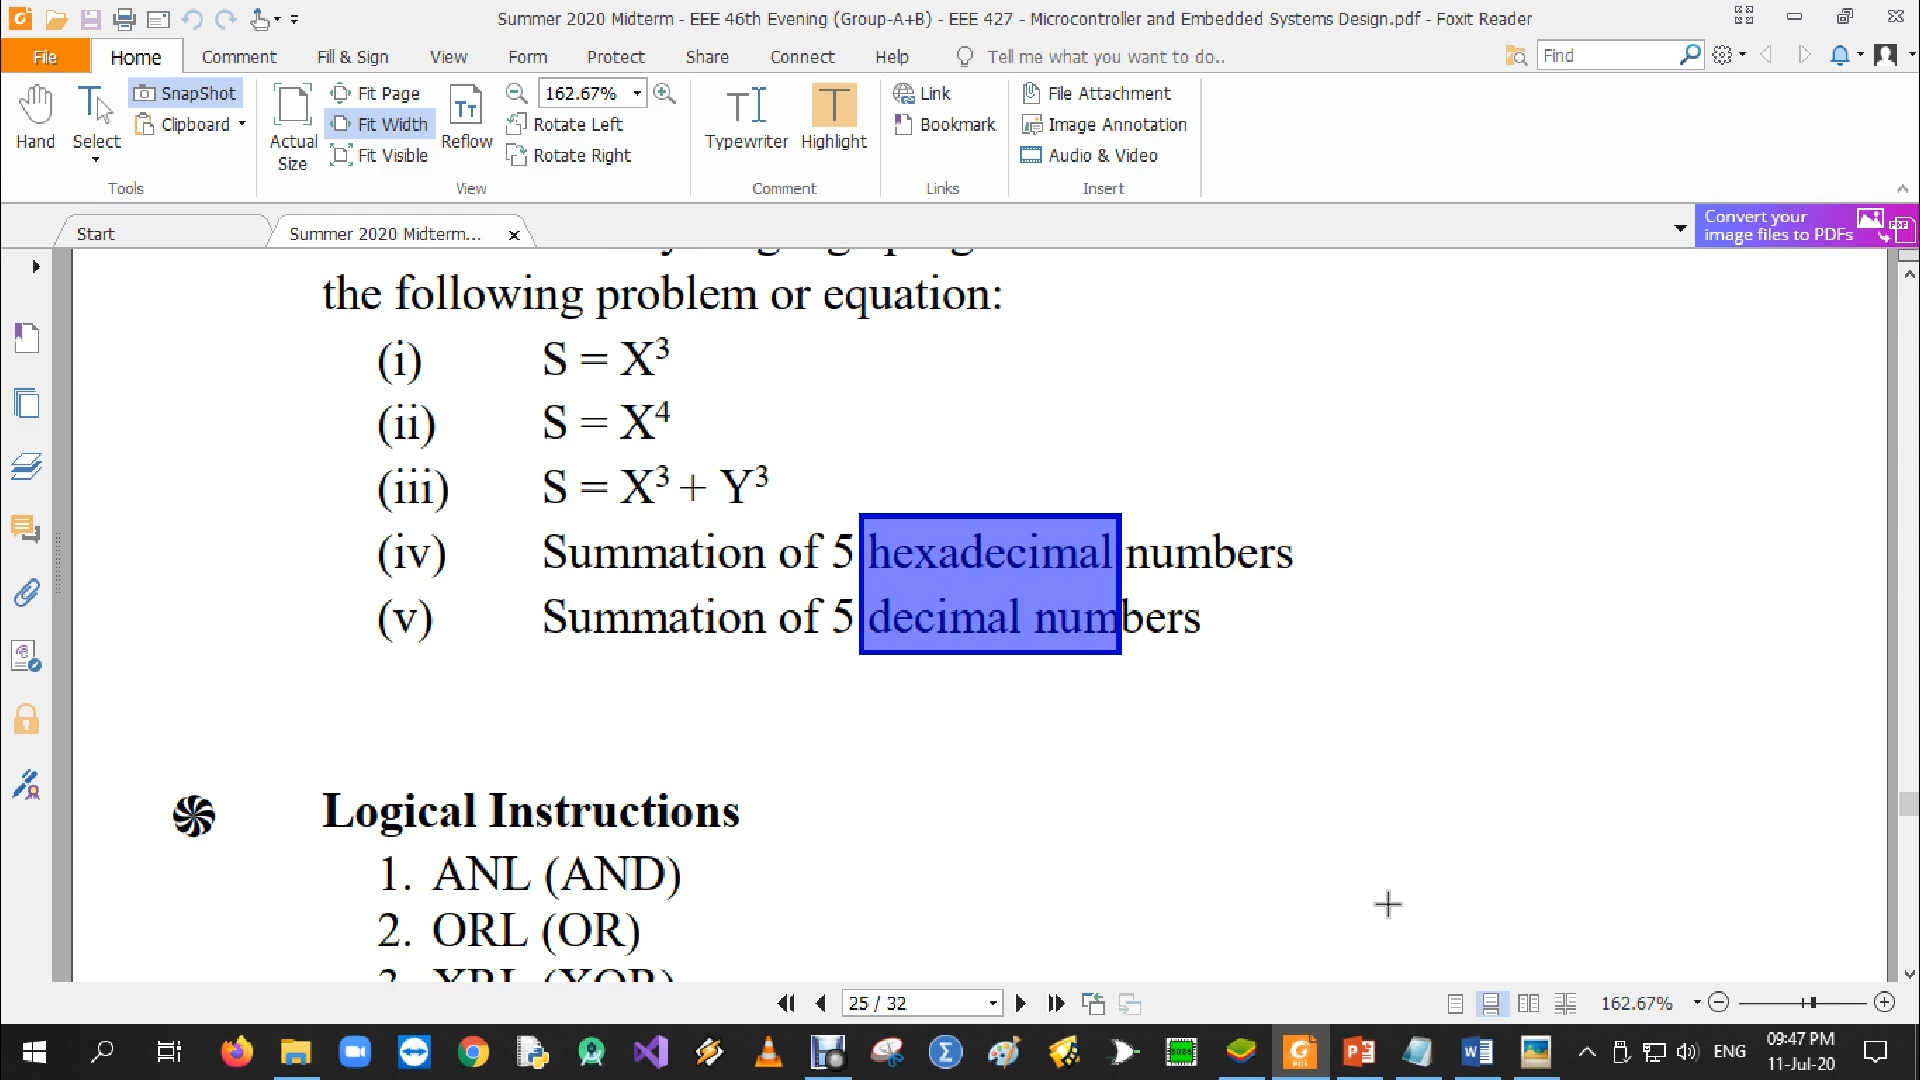 Summer 2020 Midterm - EEE 46th Evening (Group-A+B) - EEE 427 - Microcontroller and Embedded Systems Design.pdf - Foxit Reader
File Home Comment Fill & Sign View Form Protect Share Connect Help Tell me what you want to do.. Find
Hand
Select
SnapShot
Clipboard
Tools
Actual Size
Fit Page
Fit Width
Fit Visible
Reflow
162.67%
Rotate Left
Rotate Right
View
Typewriter
Highlight
Comment
Link
Bookmark
Links
File Attachment
Image Annotation
Audio & Video
Insert
Start
Summer 2020 Midterm...
Convert your
image files to PDFs
the following problem or equation:
(i) S = X³
(ii) S = X⁴
(iii) S = X³ + Y³
(iv) Summation of 5 hexadecimal numbers
(v) Summation of 5 decimal numbers
Logical Instructions
1. ANL (AND)
2. ORL (OR)
3. XRL (XOR)
25 / 32
162.67%
ENG
09:47 PM
11-Jul-20